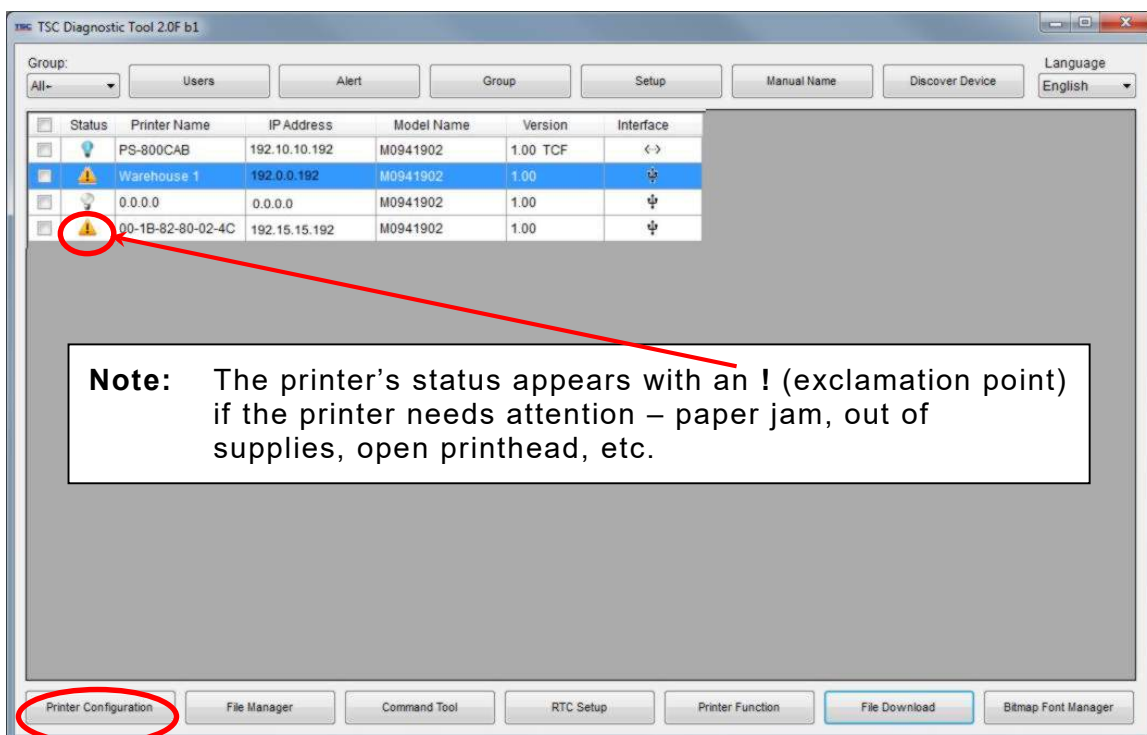 TSC TSC Diagnostic Tool 2.0F b1
Group:
Language
All~ Users Alert Group Setup Manual Name Discover Device English
Status Printer Name IP Address Model Name Version Interface
PS-800CAB 192.10.10.192 M0941902 1.00 TCF
Warehouse 1 192.0.0.192 M0941902 1.00
0.0.0.0 0.0.0.0 M0941902 1.00
00-1B-82-80-02-4C 192.15.15.192 M0941902 1.00
Note: The printer’s status appears with an ! (exclamation point)
if the printer needs attention – paper jam, out of
supplies, open printhead, etc.
Printer Configuration File Manager Command Tool RTC Setup Printer Function File Download Bitmap Font Manager